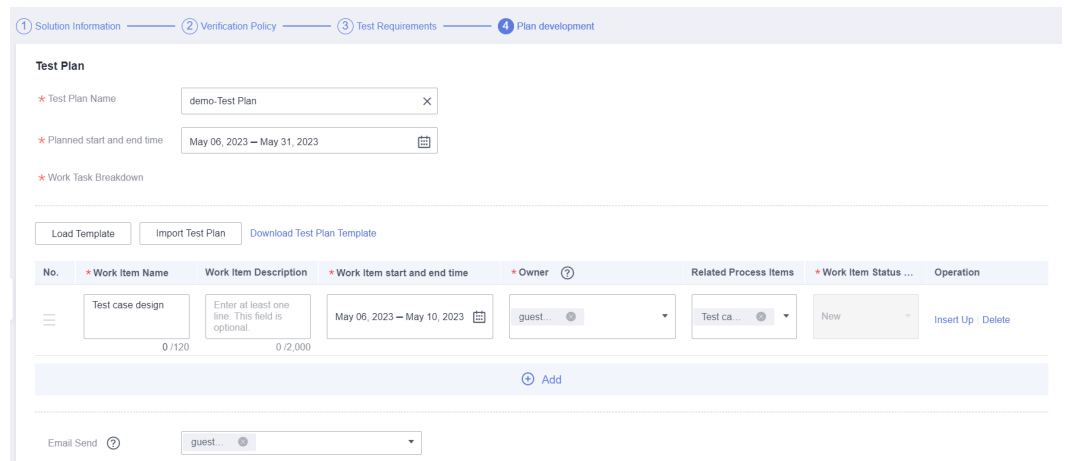 1 Solution Information 2 Verification Policy 3 Test Requirements 4 Plan development
Test Plan
* Test Plan Name demo-Test Plan
* Planned start and end time May 06, 2023 – May 31, 2023
* Work Task Breakdown
Load Template Import Test Plan Download Test Plan Template
No. * Work Item Name Work Item Description * Work Item start and end time * Owner ? Related Process Items * Work Item Status ... Operation
Test case design Enter at least one
line. This field is
optional. May 06, 2023 – May 10, 2023 guest... Test ca... New Insert Up Delete
0 /120 0 /2,000
Add
Email Send ? guest...